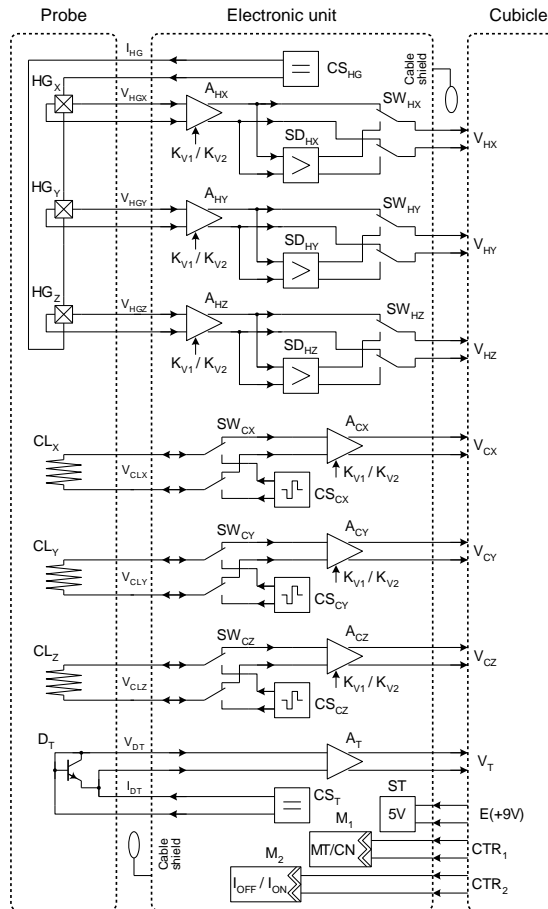 Probe Electronic unit Cubicle
I_HG
CS_HG
Cable shield
HG_X
V_HGX
A_HX
SW_HX
V_HX
K_V1 / K_V2
SD_HX
HG_Y
V_HGY
A_HY
SW_HY
V_HY
K_V1 / K_V2
SD_HY
HG_Z
V_HGZ
A_HZ
SW_HZ
V_HZ
K_V1 / K_V2
SD_HZ
CL_X
V_CLX
SW_CX
A_CX
V_CX
K_V1 / K_V2
CS_CX
CL_Y
V_CLY
SW_CY
A_CY
V_CY
K_V1 / K_V2
CS_CY
CL_Z
V_CLZ
SW_CZ
A_CZ
V_CZ
K_V1 / K_V2
CS_CZ
D_T
V_DT
A_T
V_T
I_DT
CS_T
ST
5V
E(+9V)
M_1
MT/CN
CTR_1
Cable shield
M_2
I_OFF / I_ON
CTR_2